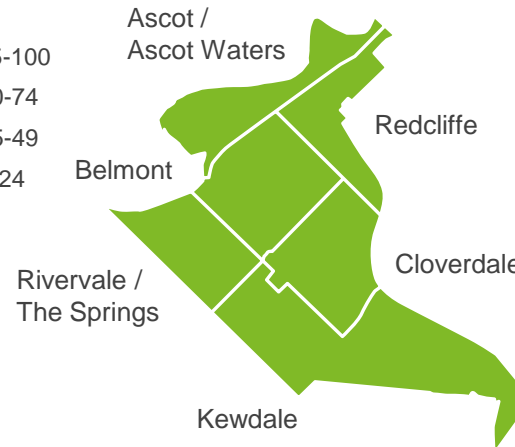 Ascot /
Ascot Waters
5-100
0-74
5-49
24
Redcliffe
Belmont
Cloverdale
Rivervale /
The Springs
Kewdale